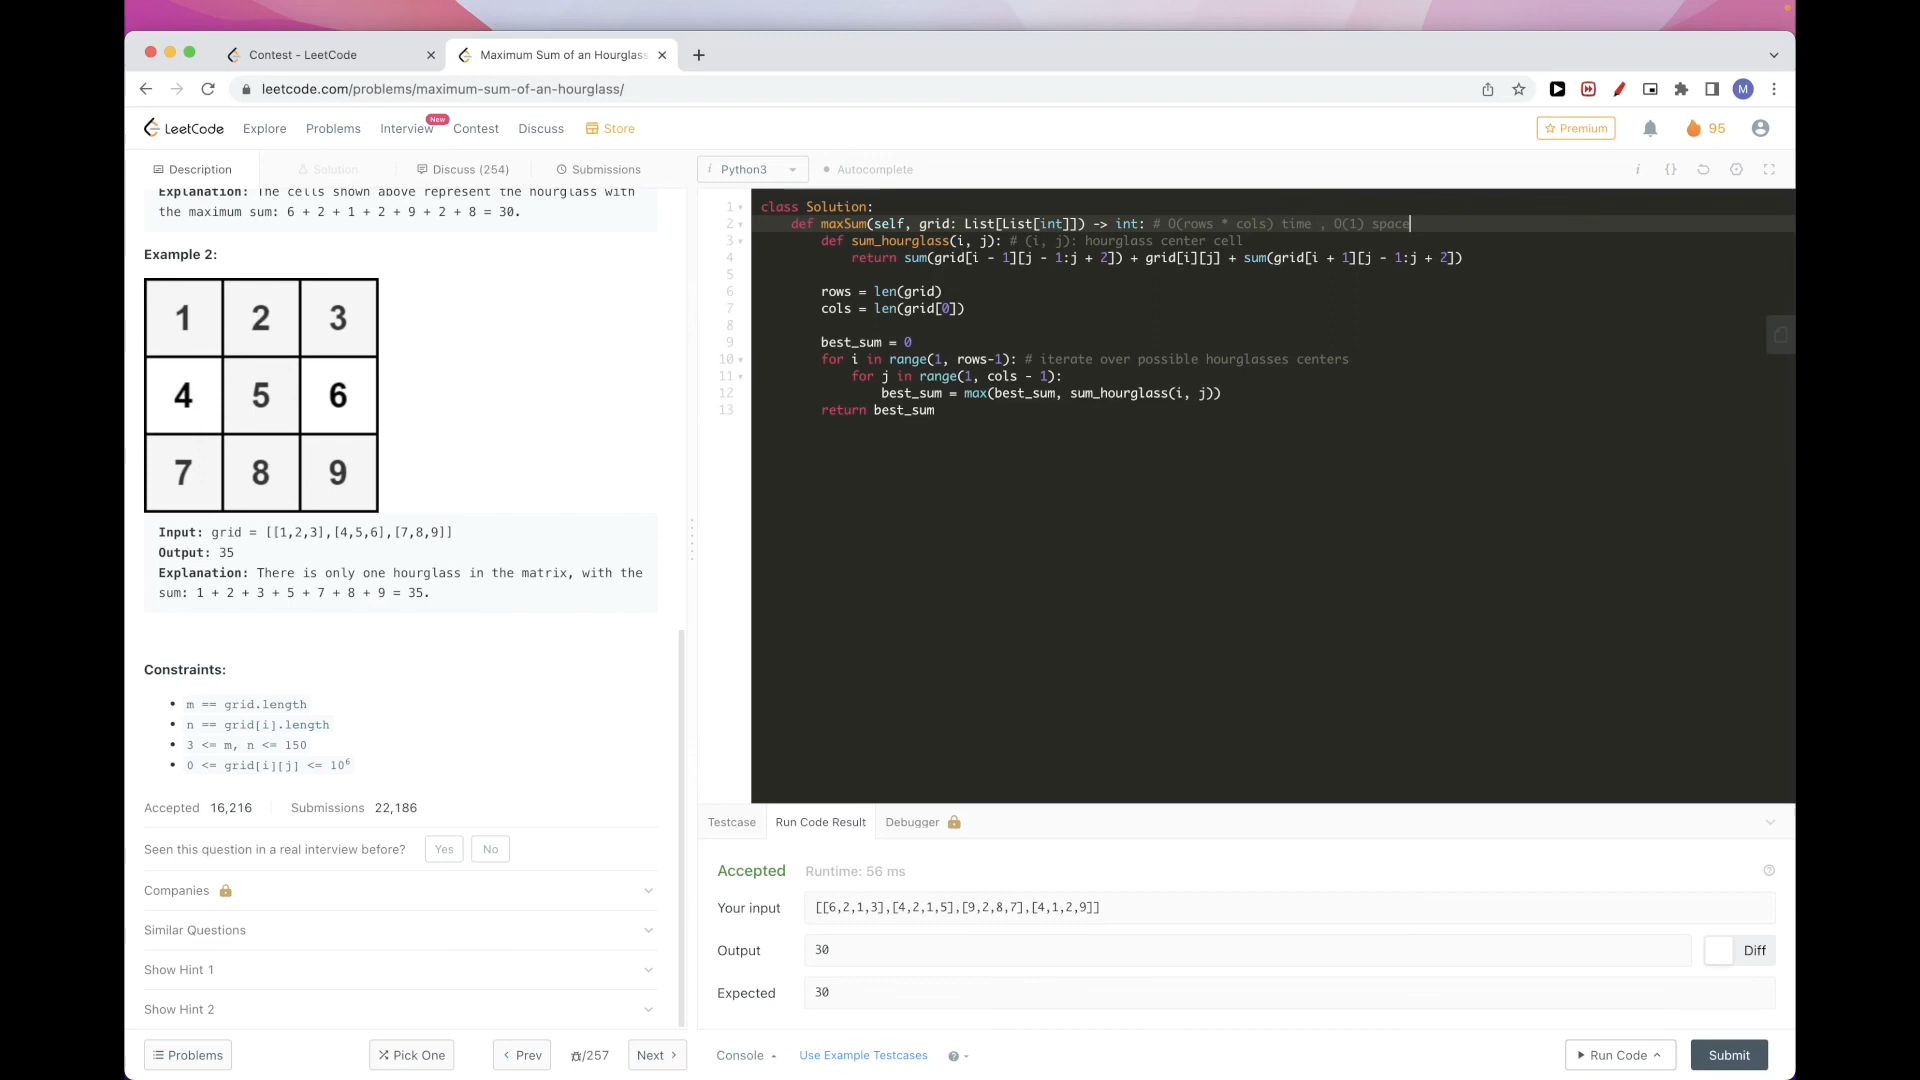 Contest - LeetCode
Maximum Sum of an Hourglass
leetcode.com/problems/maximum-sum-of-an-hourglass/
M
LeetCode
Explore
Problems
Interview
New
Contest
Discuss
Store
Premium
95
Description
Solution
Discuss (254)
Submissions
i Python3
Autocomplete
Explanation: The cells shown above represent the hourglass with
the maximum sum: 6 + 2 + 1 + 2 + 9 + 2 + 8 = 30.
Example 2:
1 2 3
4 5 6
7 8 9
Input: grid = [[1,2,3],[4,5,6],[7,8,9]]
Output: 35
Explanation: There is only one hourglass in the matrix, with the
sum: 1 + 2 + 3 + 5 + 7 + 8 + 9 = 35.
Constraints:
• m == grid.length
• n == grid[i].length
• 3 <= m, n <= 150
• 0 <= grid[i][j] <= 10⁶
Accepted 16,216 Submissions 22,186
Seen this question in a real interview before? Yes No
Companies
Similar Questions
Show Hint 1
Show Hint 2
Problems
Pick One
Prev
/257
Next
1 class Solution:
2 def maxSum(self, grid: List[List[int]]) -> int: # O(rows * cols) time , O(1) space
3 def sum_hourglass(i, j): # (i, j): hourglass center cell
4 return sum(grid[i - 1][j - 1:j + 2]) + grid[i][j] + sum(grid[i + 1][j - 1:j + 2])
5
6 rows = len(grid)
7 cols = len(grid[0])
8
9 best_sum = 0
10 for i in range(1, rows-1): # iterate over possible hourglasses centers
11 for j in range(1, cols - 1):
12 best_sum = max(best_sum, sum_hourglass(i, j))
13 return best_sum
Testcase
Run Code Result
Debugger
Accepted Runtime: 56 ms
Your input [[6,2,1,3],[4,2,1,5],[9,2,8,7],[4,1,2,9]]
Output 30 Diff
Expected 30
Console
Use Example Testcases
Run Code
Submit